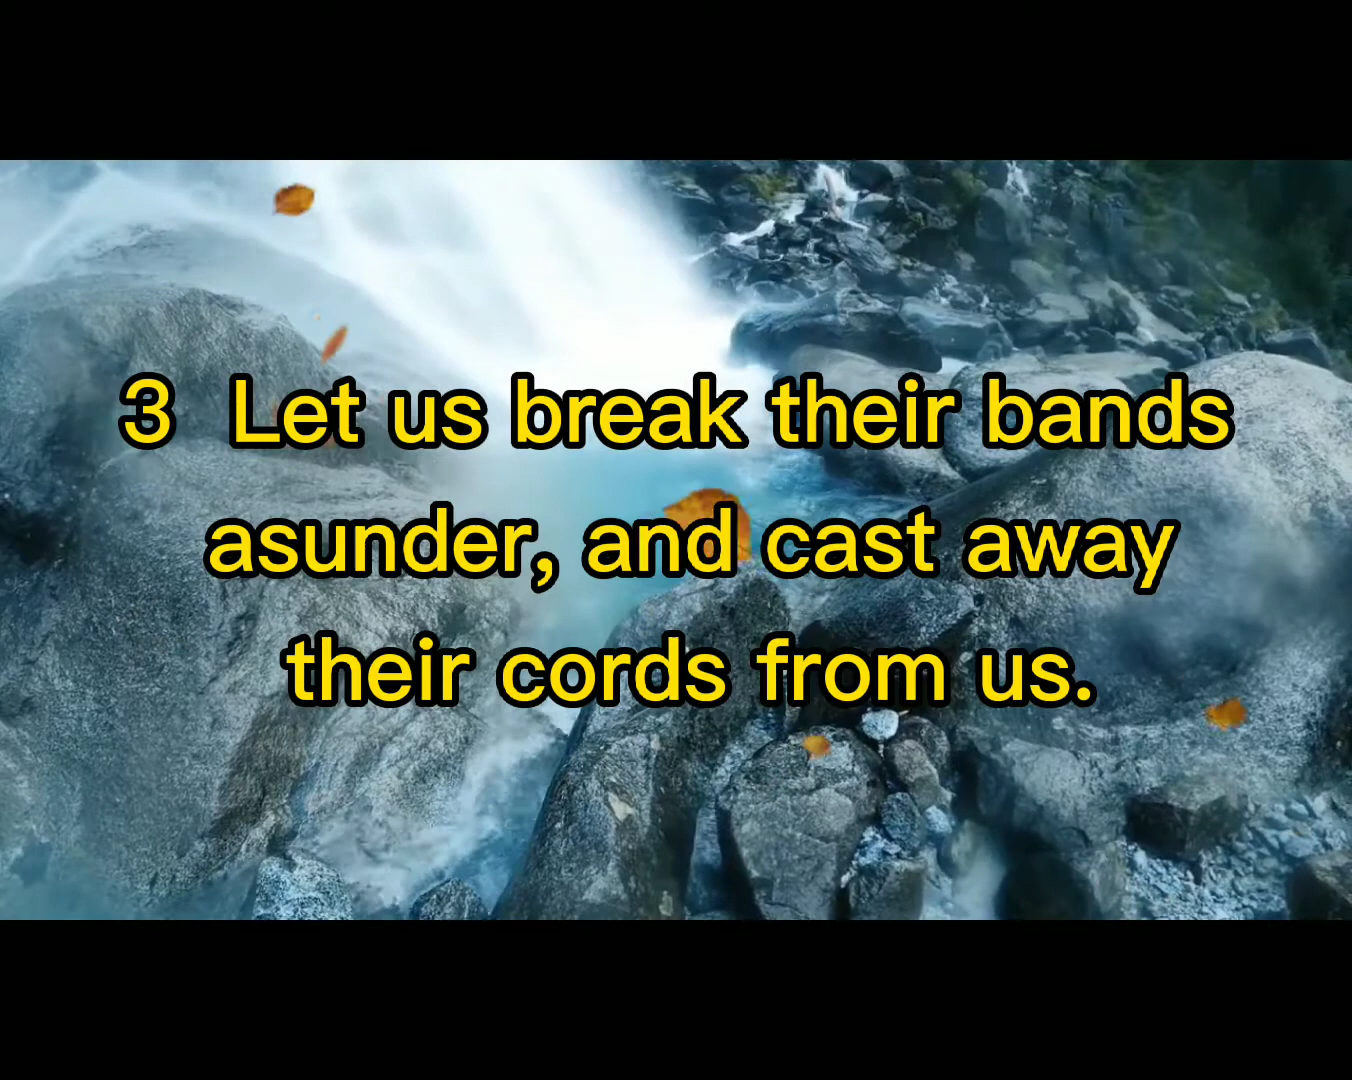 3 Let us break their bands
asunder, and cast away
their cords from us.